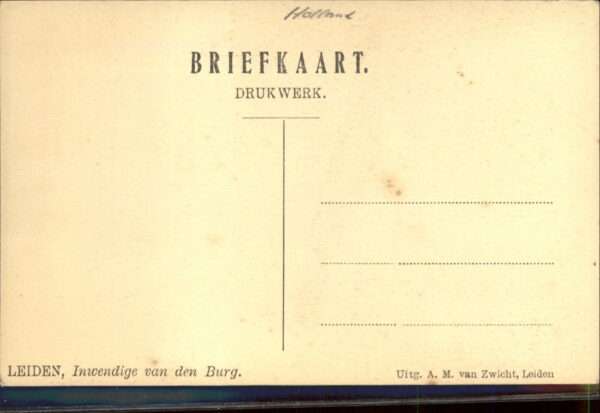 Holland
BRIEFKAART.
DRUKWERK.
LEIDEN, Inwendige van den Burg.
Uitg. A. M. van Zwicht, Leiden